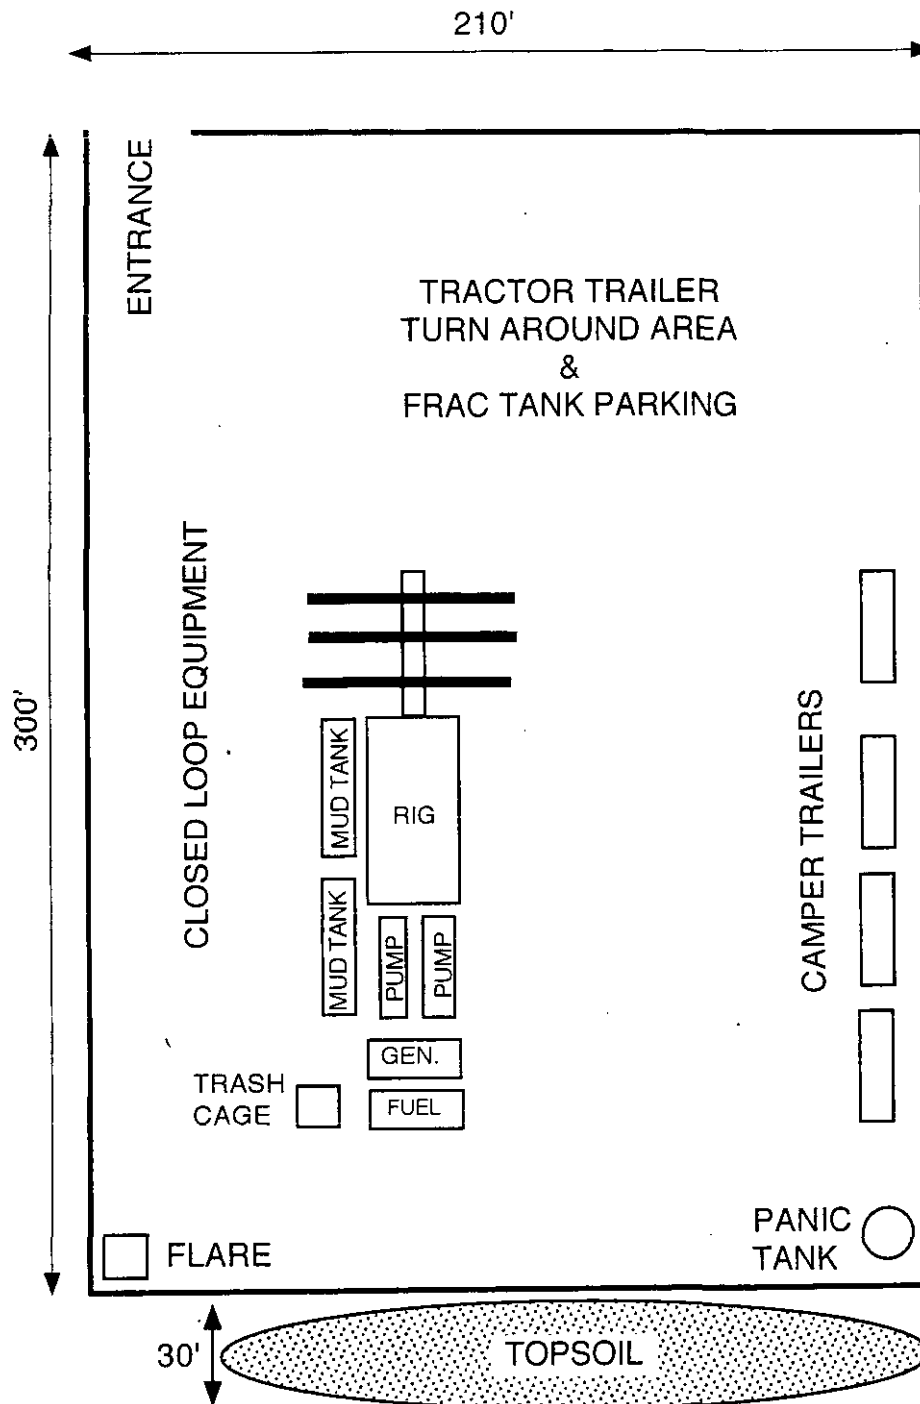 210'
ENTRANCE
TRACTOR TRAILER
TURN AROUND AREA
&
FRAC TANK PARKING
300'
CLOSED LOOP EQUIPMENT
MUD TANK
RIG
CAMPER TRAILERS
MUD TANK
PUMP
PUMP
GEN.
TRASH
CAGE
FUEL
PANIC
TANK
FLARE
30'
TOPSOIL